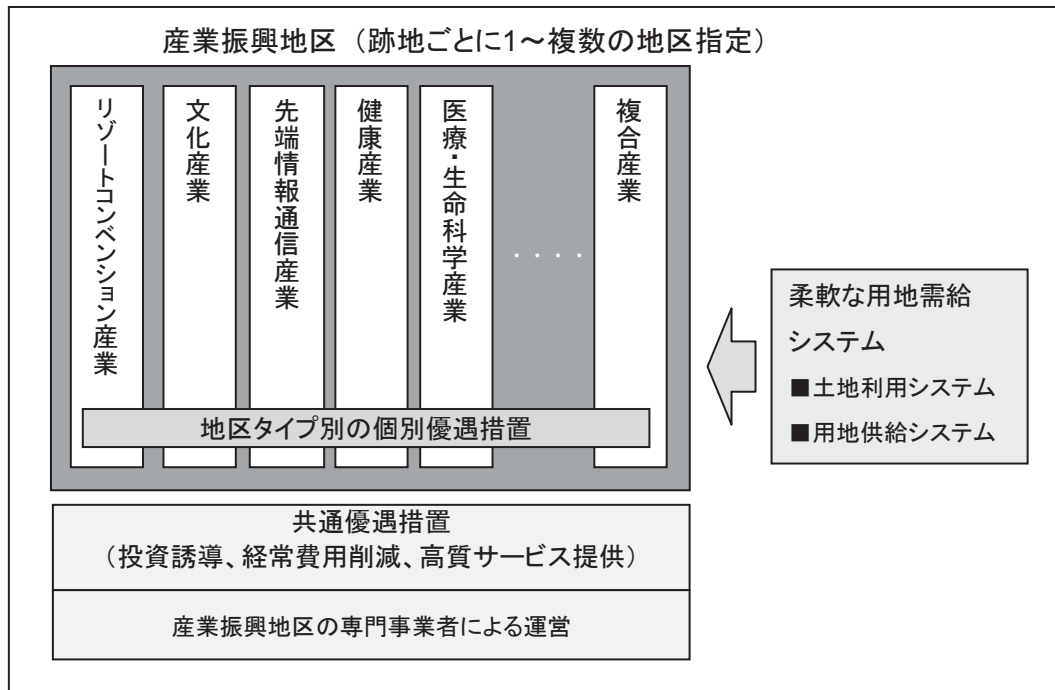 産業振興地区（跡地ごとに1～複数の地区指定）
リゾートコンベンション産業
文化産業
先端情報通信産業
健康産業
医療・生命科学産業
・・・・
複合産業
地区タイプ別の個別優遇措置
柔軟な用地需給
システム
■土地利用システム
■用地供給システム
共通優遇措置
（投資誘導、経常費用削減、高質サービス提供）
産業振興地区の専門事業者による運営